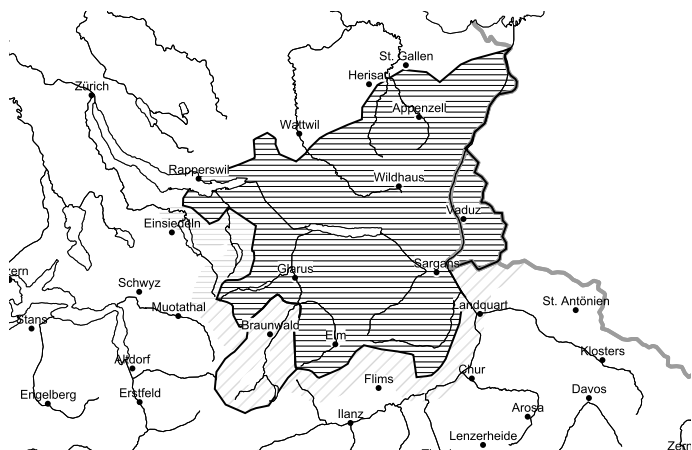 St. Gallen
Herisau
Zürich
Appenzell
Wattwil
Rapperswil
Wildhaus
Vaduz
Einsiedeln
Sargans
Glarus
ern
Schwyz
St. Antönien
Muotathal
Landquart
Stans
Braunwald
Elm
Klosters
Altdorf
Chur
Flims
Davos
Engelberg
Erstfeld
Arosa
Ilanz
Lenzerheide